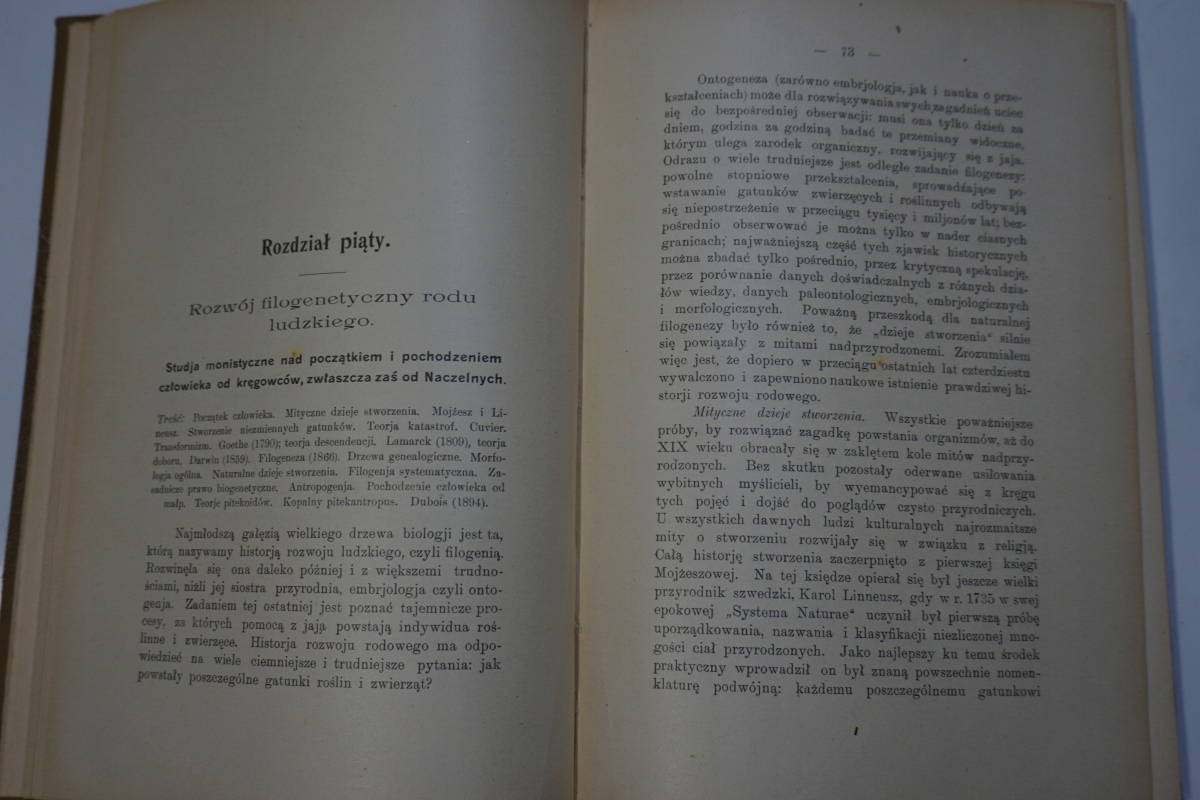 Rozdział piąty.
Rozwój filogenetyczny rodu
ludzkiego.
Studja monistyczne nad początkiem i pochodzeniem
człowieka od kręgowców, zwłaszcza zaś od Naczelnych.
Treść: Początek człowieka. Mityczne dzieje stworzenia. Mojżesz i Li-
neusz. Stworzenie niezmiennych gatunków. Teorja katastrof. Cuvier.
Transformizm. Goethe (1790); teorja descendencji. Lamarck (1809), teorja
doboru. Darwin (1859). Filogeneza (1866). Drzewa genealogiczne. Morfo-
logja ogólna. Naturalne dzieje stworzenia. Filogenja systematyczna. Za-
sadnicze prawo biogenetyczne. Antropogenja. Pochodzenie człowieka od
małp. Teorje pitekoidów. Kopalny pitekantropus. Dubois (1894).
Najmłodszą gałęzią wielkiego drzewa biologji jest ta,
którą nazywamy historją rozwoju ludzkiego, czyli filogenią.
Rozwinęła się ona daleko później i z większemi trudno-
ściami, niżli jej siostra przyrodnia, embrjologja czyli onto-
genja. Zadaniem tej ostatniej jest poznać tajemnicze pro-
cesy, za których pomocą z jaja powstają indywidua roś-
linne i zwierzęce. Historja rozwoju rodowego ma odpo-
wiedzieć na wiele ciemniejsze i trudniejsze pytania: jak
powstały poszczególne gatunki roślin i zwierząt?
— 73 —
Ontogeneza (zarówno embrjologja, jak i nauka o prze-
kształceniach) może dla rozwiązywania swych zagadnień uciec
się do bezpośredniej obserwacji: musi ona tylko dzień za
dniem, godzina za godziną badać te przemiany widoczne,
którym ulega zarodek organiczny, rozwijający się z jaja.
Odrazu o wiele trudniejsze jest odległe zadanie filogenezy:
powolne stopniowe przekształcenia, sprowadzające po-
wstawanie gatunków zwierzęcych i roślinnych odbywają
się niepostrzeżenie w przeciągu tysięcy i miljonów lat; bez-
pośrednio obserwować je można tylko w nader ciasnych
granicach; najważniejszą część tych zjawisk historycznych
można zbadać tylko pośrednio, przez krytyczną spekulację,
przez porównanie danych doświadczalnych z różnych dzia-
łów wiedzy, danych paleontologicznych, embrjologicznych
i morfologicznych. Poważną przeszkodą dla naturalnej
filogenezy było również to, że „dzieje stworzenia" silnie
się powiązały z mitami nadprzyrodzonemi. Zrozumiałem
więc jest, że dopiero w przeciągu ostatnich lat czterdziestu
wywalczono i zapewniono naukowe istnienie prawdziwej hi-
storji rozwoju rodowego.
Mityczne dzieje stworzenia. Wszystkie poważniejsze
próby, by rozwiązać zagadkę powstania organizmów, aż do
XIX wieku obracały się w zaklętem kole mitów nadprzy-
rodzonych. Bez skutku pozostały oderwane usiłowania
wybitnych myślicieli, by wyemancypować się z kręgu
tych pojęć i dojść do poglądów czysto przyrodniczych.
U wszystkich dawnych ludzi kulturalnych najrozmaitsze
mity o stworzeniu rozwijały się w związku z religją.
Całą historję stworzenia zaczerpnięto z pierwszej księgi
Mojżeszowej. Na tej księdze opierał się był jeszcze wielki
przyrodnik szwedzki, Karol Linneusz, gdy w r. 1735 w swej
epokowej „Systema Naturae" uczynił był pierwszą próbę
uporządkowania, nazwania i klasyfikacji niezliczonej mno-
gości ciał przyrodzonych. Jako najlepszy ku temu środek
praktyczny wprowadził on był znaną powszechnie nomen-
klaturę podwójną: każdemu poszczególnemu gatunkowi